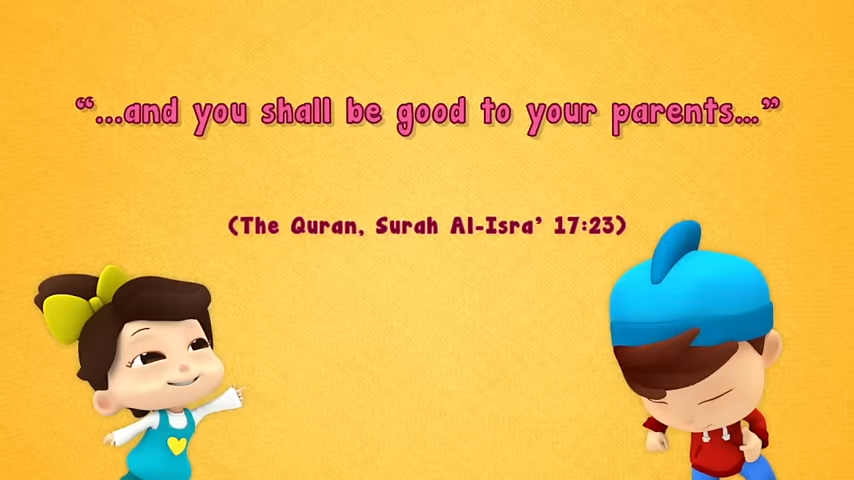 “...and you shall be good to your parents...”
(The Quran, Surah Al-Isra’ 17:23)